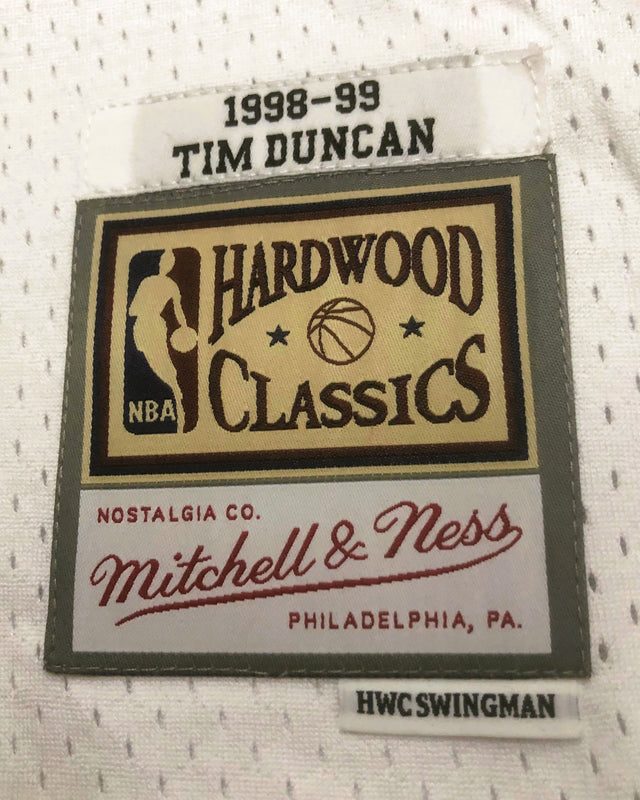 1998-99
TIM DUNCAN
HARDWOOD
CLASSICS
NBA
NOSTALGIA CO.
Mitchell & Ness
PHILADELPHIA, PA.
HWC SWINGMAN